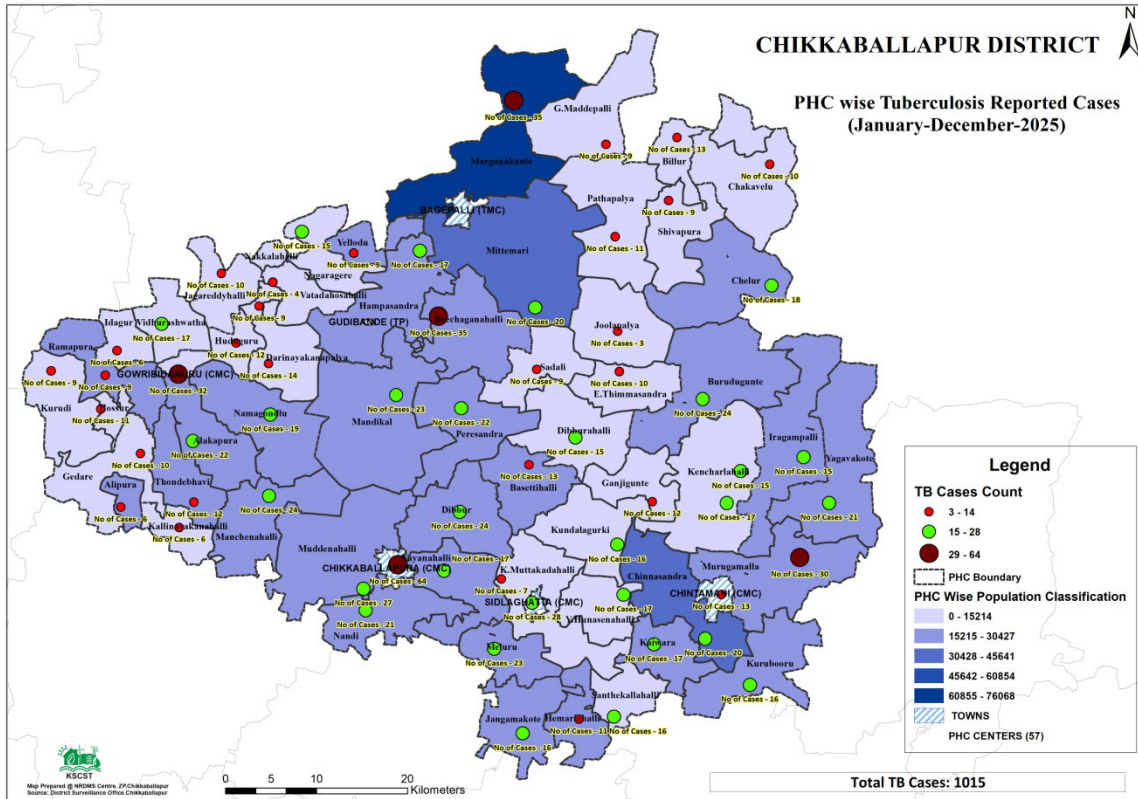 N
CHIKKABALLAPUR DISTRICT
PHC wise Tuberculosis Reported Cases
(January-December-2025)
No of Cases - 35
G.Maddepalli
No of Cases - 9
No of Cases - 13
Billur
No of Cases - 10
Chakavelu
Marganakunte
Pathapalya
No of Cases - 9
Shivapura
BAGEPALLI (TMC)
No of Cases - 11
Mittemari
No of Cases - 15
Nakkalahalli
Yellodu
No of Cases - 9
No of Cases - 17
Chelur
No of Cases - 18
No of Cases - 10
Jagareddyhalli
Nagaragere
No of Cases - 4
Vatadahosahalli
No of Cases - 9
Hampasandra
GUDIBANDE (TP)
Beechaganahalli
No of Cases - 35
No of Cases - 20
Joolapalya
No of Cases - 3
Idagur
Vidhurashwatha
No of Cases - 17
Huduguru
No of Cases - 12
Darinayakanapalya
No of Cases - 14
Ramapura
No of Cases - 6
No of Cases - 9
No of Cases - 9
GOWRIBIDANURU (CMC)
No of Cases - 32
Sadali
No of Cases - 9
No of Cases - 10
E.Thimmasandra
Burudugunte
No of Cases - 24
Kurudi
Hossur
No of Cases - 11
Namagondlu
No of Cases - 19
No of Cases - 23
Mandikal
No of Cases - 22
Peresandra
Dibburahalli
No of Cases - 15
Iragampalli
No of Cases - 15
Yagavakote
Alakapura
No of Cases - 22
No of Cases - 10
Gedare
Thondebhavi
No of Cases - 12
Alipura
No of Cases - 6
Kallinayakanahalli
No of Cases - 6
No of Cases - 24
Manchenahalli
No of Cases - 13
Basettihalli
Ganjigunte
No of Cases - 12
Kencharlahalli
No of Cases - 15
No of Cases - 17
No of Cases - 21
Dibbur
No of Cases - 24
Kundalagurki
No of Cases - 16
Muddenahalli
No of Cases - 17
CHIKKABALLAPURA (CMC)
No of Cases - 64
K.Muttakadahalli
No of Cases - 7
Chinnasandra
Murugamalla
No of Cases - 30
No of Cases - 27
No of Cases - 21
Nandi
SIDLAGHATTA (CMC)
No of Cases - 28
No of Cases - 17
CHINTAMANI (CMC)
No of Cases - 13
Meluru
No of Cases - 23
Kaiwara
No of Cases - 17
No of Cases - 20
Kurubooru
No of Cases - 16
Santhekallahalli
No of Cases - 16
Jangamakote
No of Cases - 16
No of Cases - 11
Legend
TB Cases Count
3 - 14
15 - 28
29 - 64
PHC Boundary
PHC Wise Population Classification
0 - 15214
15215 - 30427
30428 - 45641
45642 - 60854
60855 - 76068
TOWNS
PHC CENTERS (57)
KSCST
Map Prepared @ NRDMS Centre, ZP,Chikkaballapur
Source: District Surveillance Office.Chikkaballapur
0 5 10 20
Kilometers
Total TB Cases: 1015